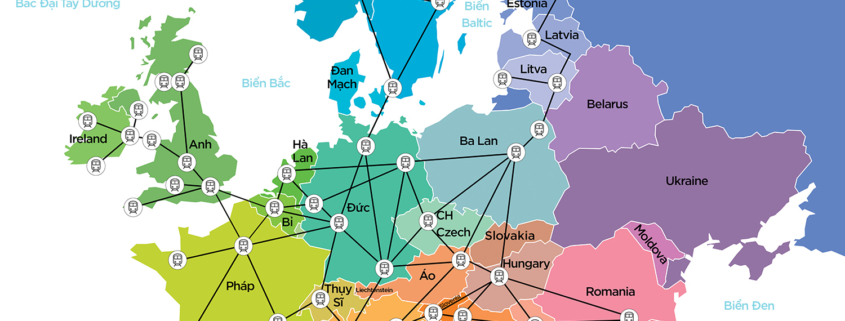 Bắc Đại Tây Dương
Biển
Baltic
Estonia
Latvia
Litva
Đan
Mạch
Biển Bắc
Belarus
Ireland
Anh
Hà
Lan
Ba Lan
Ukraine
Đức
Bỉ
CH
Czech
Slovakia
Moldova
Hungary
Áo
Pháp
Thụy
Sĩ
Liechtenstein
Slovenia
Romania
Biển Đen